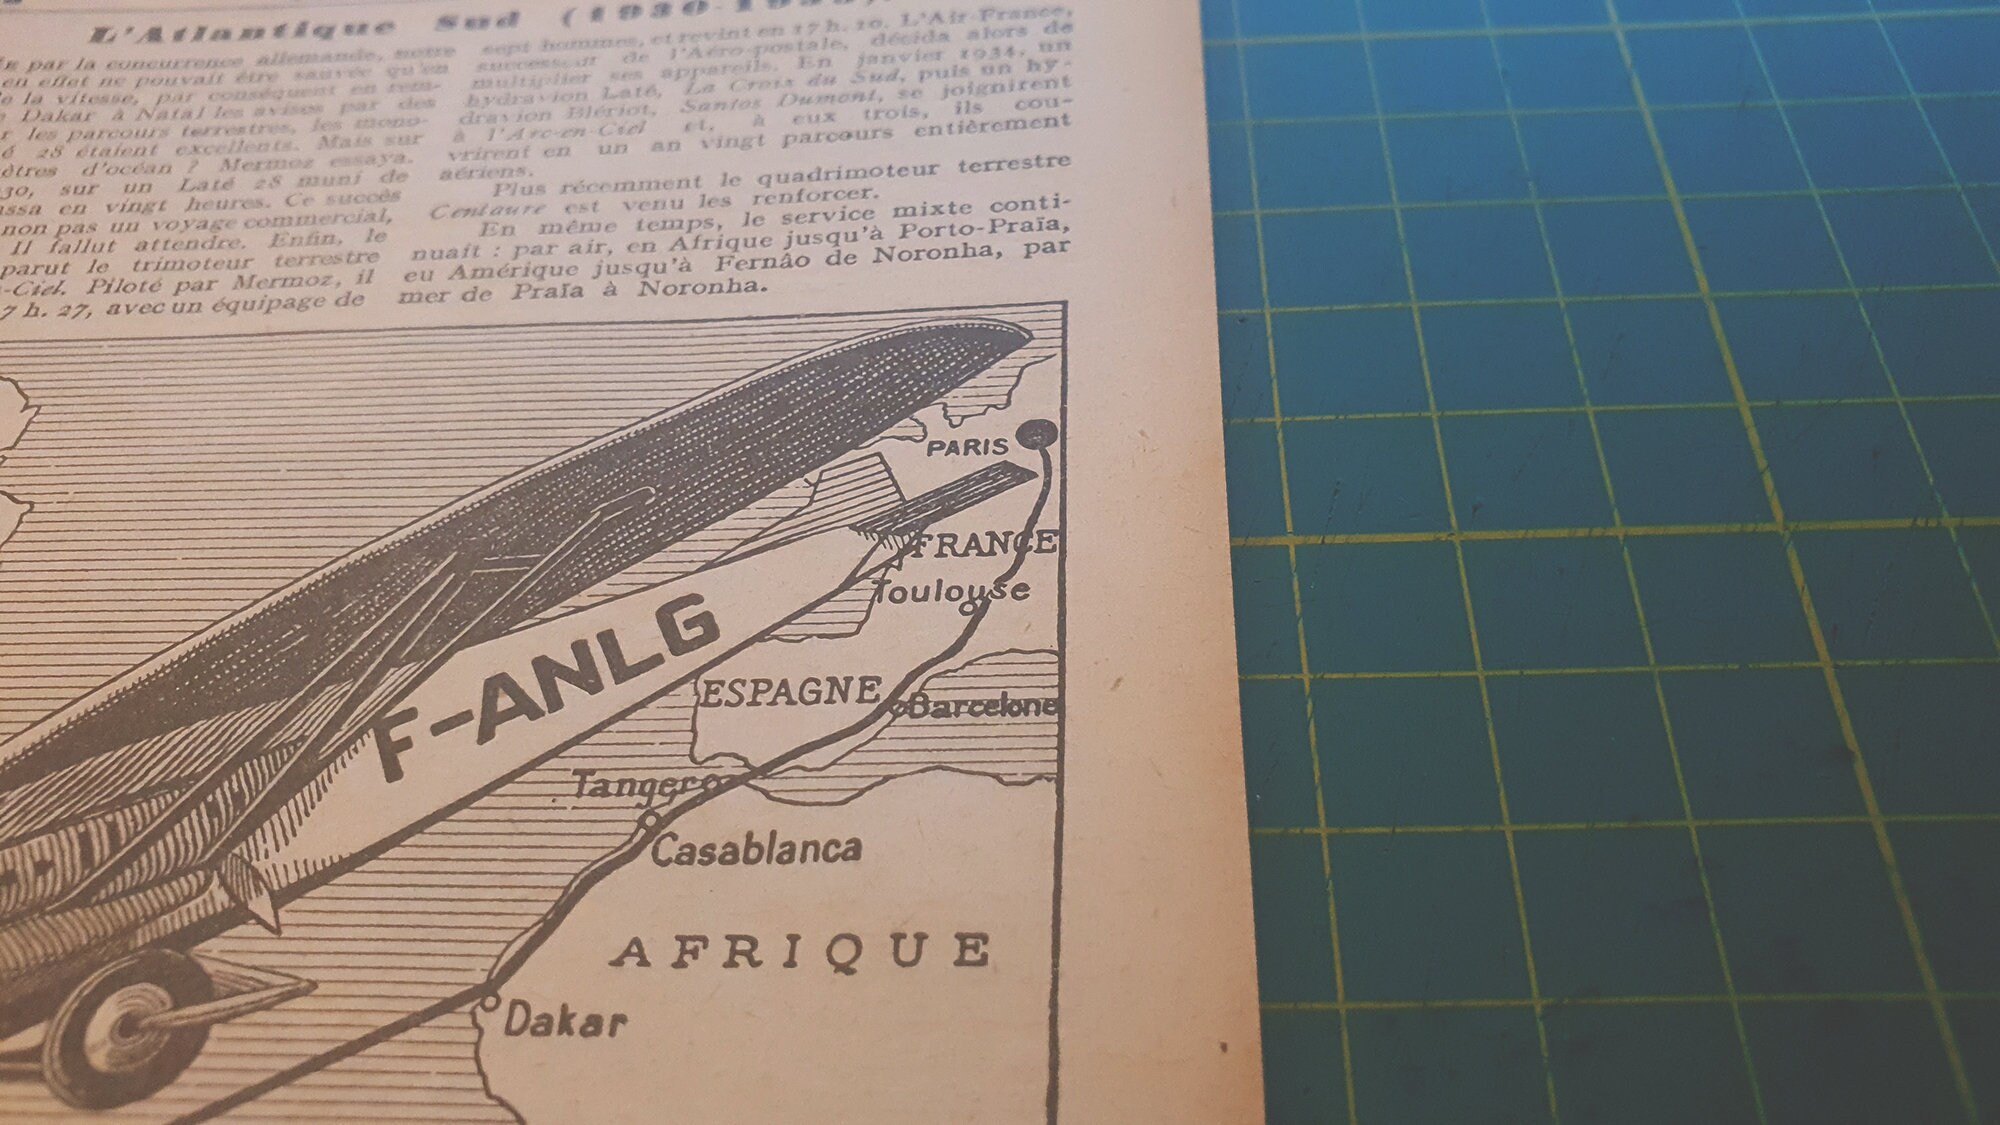 L'Atlantique Sud (1930-193
par la concurrence allemande, notre
en effet ne pouvait être sauvée qu'en
la vitesse, par conséquent en rem-
Dakar à Natal les avisos par des
r les parcours terrestres, les mono-
é 28 étaient excellents. Mais sur
ètres d'océan ? Mermoz essaya.
30, sur un Laté 28 muni de
ssa en vingt heures. Ce succès
non pas un voyage commercial,
Il fallut attendre. Enfin, le
parut le trimoteur terrestre
-Ciel. Piloté par Mermoz, il
7 h. 27, avec un équipage de
sept hommes, et revint en 17 h. 10. L'Air-France,
successeur de l'Aéro-postale, décida alors de
multiplier ses appareils. En janvier 1934, un
hydravion Laté, La Croix du Sud, puis un hy-
dravion Blériot, Santos Dumont, se joignirent
à l'Arc-en-Ciel et, à eux trois, ils cou-
vrirent en un an vingt parcours entièrement
aériens.
Plus récemment le quadrimoteur terrestre
Centaure est venu les renforcer.
En même temps, le service mixte conti-
nuait : par air, en Afrique jusqu'à Porto-Praïa,
eu Amérique jusqu'à Fernâo de Noronha, par
mer de Praïa à Noronha.
PARIS
FRANCE
Toulouse
F-ANLG
ESPAGNE
Barcelone
Tanger
Casablanca
AFRIQUE
Dakar